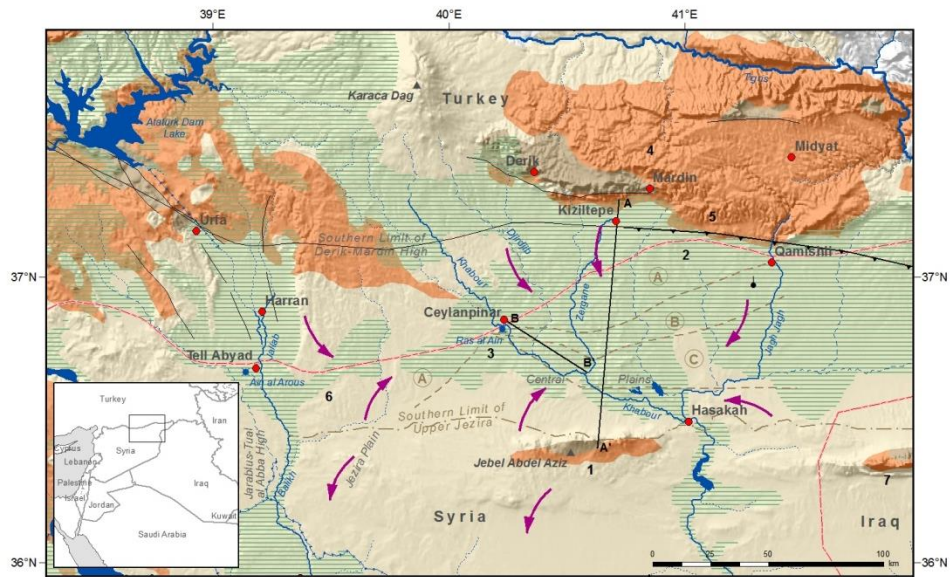 39°E
40°E
41°E
Karaca Dag
Turkey
Tigris
Ataturk Dam
Lake
4
Midyat
Derik
Mardin
Kiziltepe
A
5
Urfa
Southern Limit of
Derik-Mardin High
Djirdjib
Khabour
Zergane
2
Qamishli
37°N
37°N
A
Harran
Ceylanpinar
B
B
Jagh Jagh
Ras al Ain
3
Jallab
Tell Abyad
B'
C
Ain al Arous
A
Central
Plains
6
Khabour
Hasakah
Southern Limit of
Upper Jezira
Jarablus-Tual
al Abba High
Jezira Plain
A'
Jebel Abdel Aziz
1
7
Balikh
Syria
Iraq
36°N
36°N
0
25
50
100
km
Turkey
Cyprus
Syria
Iran
Lebanon
Palestine
Iraq
Israel
Jordan
Kuwait
Saudi Arabia